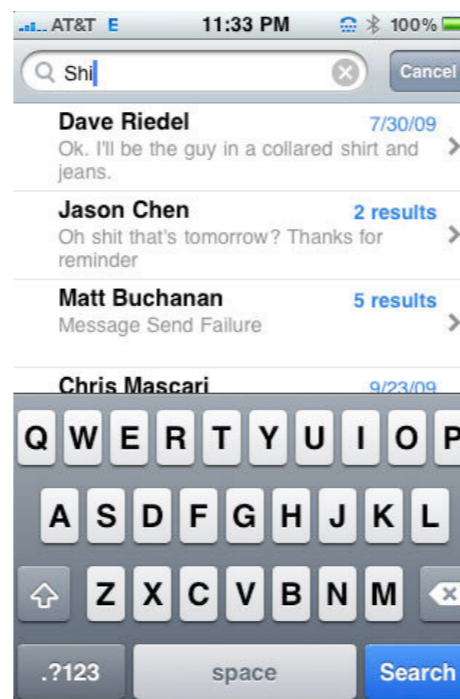 AT&T E 11:33 PM 100%
Shi Cancel
Dave Riedel 7/30/09
Ok. I'll be the guy in a collared shirt and
jeans.
Jason Chen 2 results
Oh shit that's tomorrow? Thanks for
reminder
Matt Buchanan 5 results
Message Send Failure
Chris Mascari 9/23/09
Q W E R T Y U I O P
A S D F G H J K L
Z X C V B N M
.?123 space Search